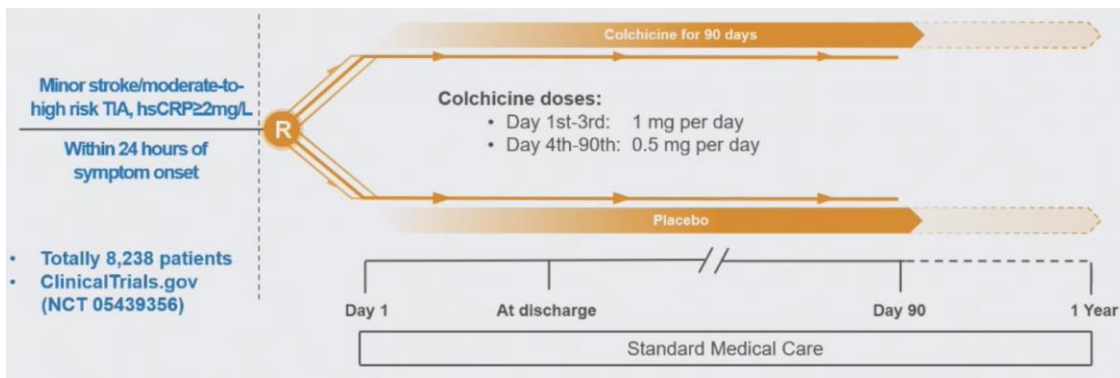 Colchicine for 90 days
Minor stroke/moderate-to-
high risk TIA, hsCRP≥2mg/L
R
Within 24 hours of
symptom onset
Colchicine doses:
• Day 1st-3rd: 1 mg per day
• Day 4th-90th: 0.5 mg per day
Placebo
• Totally 8,238 patients
• ClinicalTrials.gov
(NCT 05439356)
Day 1
At discharge
Day 90
1 Year
Standard Medical Care